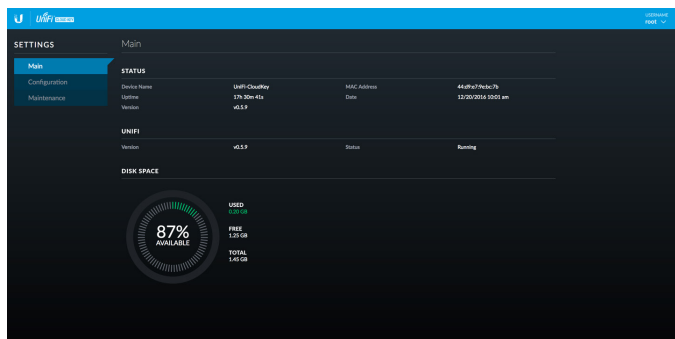 UniFi CLOUD KEY
USERNAME
root
SETTINGS
Main
Configuration
Maintenance
Main
STATUS
Device Name UniFi-CloudKey MAC Address 44:d9:e7:9e:bc:7b
Uptime 17h 30m 41s Date 12/20/2016 10:01 am
Version v0.5.9
UNIFI
Version v0.5.9 Status Running
DISK SPACE
87%
AVAILABLE
USED
0.20 GB
FREE
1.25 GB
TOTAL
1.45 GB